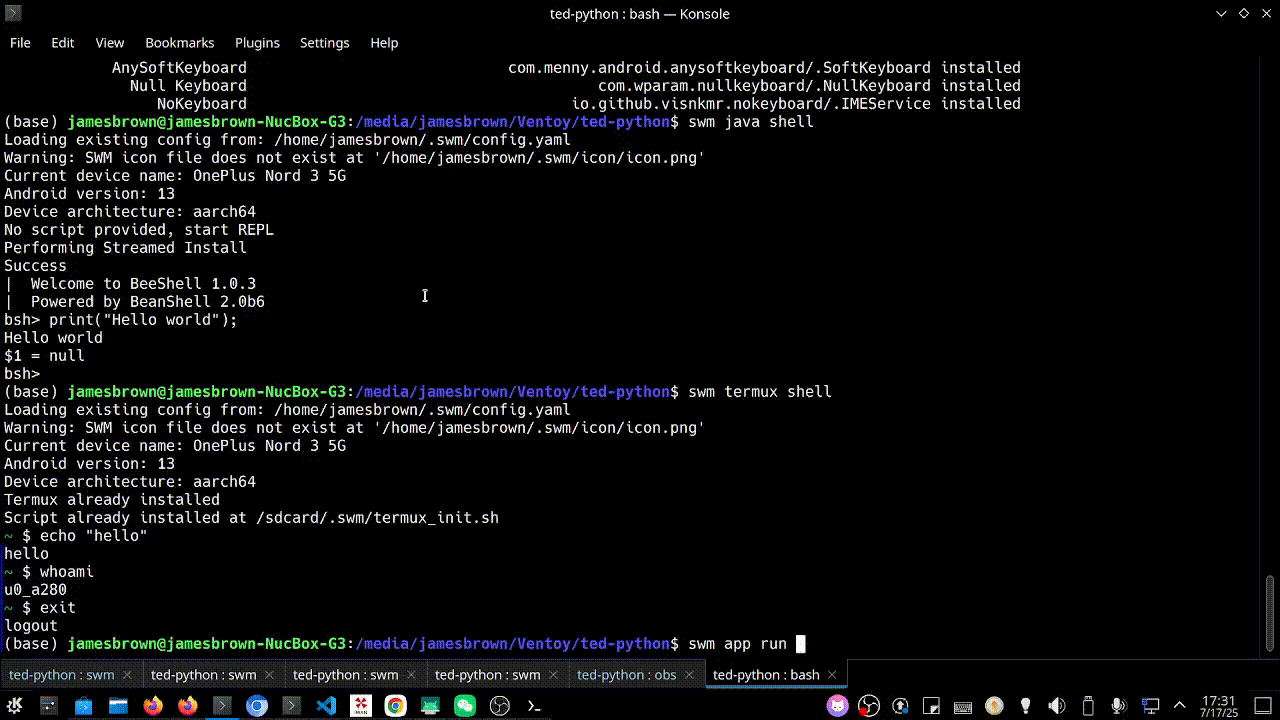 ted-python : bash — Konsole
File Edit View Bookmarks Plugins Settings Help
AnySoftKeyboard com.menny.android.anysoftkeyboard/.SoftKeyboard installed
Null Keyboard com.wparam.nullkeyboard/.NullKeyboard installed
NoKeyboard io.github.visnkmr.nokeyboard/.IMEService installed
(base) jamesbrown@jamesbrown-NucBox-G3:/media/jamesbrown/Ventoy/ted-python$ swm java shell
Loading existing config from: /home/jamesbrown/.swm/config.yaml
Warning: SWM icon file does not exist at '/home/jamesbrown/.swm/icon/icon.png'
Current device name: OnePlus Nord 3 5G
Android version: 13
Device architecture: aarch64
No script provided, start REPL
Performing Streamed Install
Success
|  Welcome to BeeShell 1.0.3
|  Powered by BeanShell 2.0b6
bsh> print("Hello world");
Hello world
$1 = null
bsh>
(base) jamesbrown@jamesbrown-NucBox-G3:/media/jamesbrown/Ventoy/ted-python$ swm termux shell
Loading existing config from: /home/jamesbrown/.swm/config.yaml
Warning: SWM icon file does not exist at '/home/jamesbrown/.swm/icon/icon.png'
Current device name: OnePlus Nord 3 5G
Android version: 13
Device architecture: aarch64
Termux already installed
Script already installed at /sdcard/.swm/termux_init.sh
~ $ echo "hello"
hello
~ $ whoami
u0_a280
~ $ exit
logout
(base) jamesbrown@jamesbrown-NucBox-G3:/media/jamesbrown/Ventoy/ted-python$ swm app run
ted-python : swm ted-python : swm ted-python : swm ted-python : swm ted-python : obs ted-python : bash
17:31
7/17/25